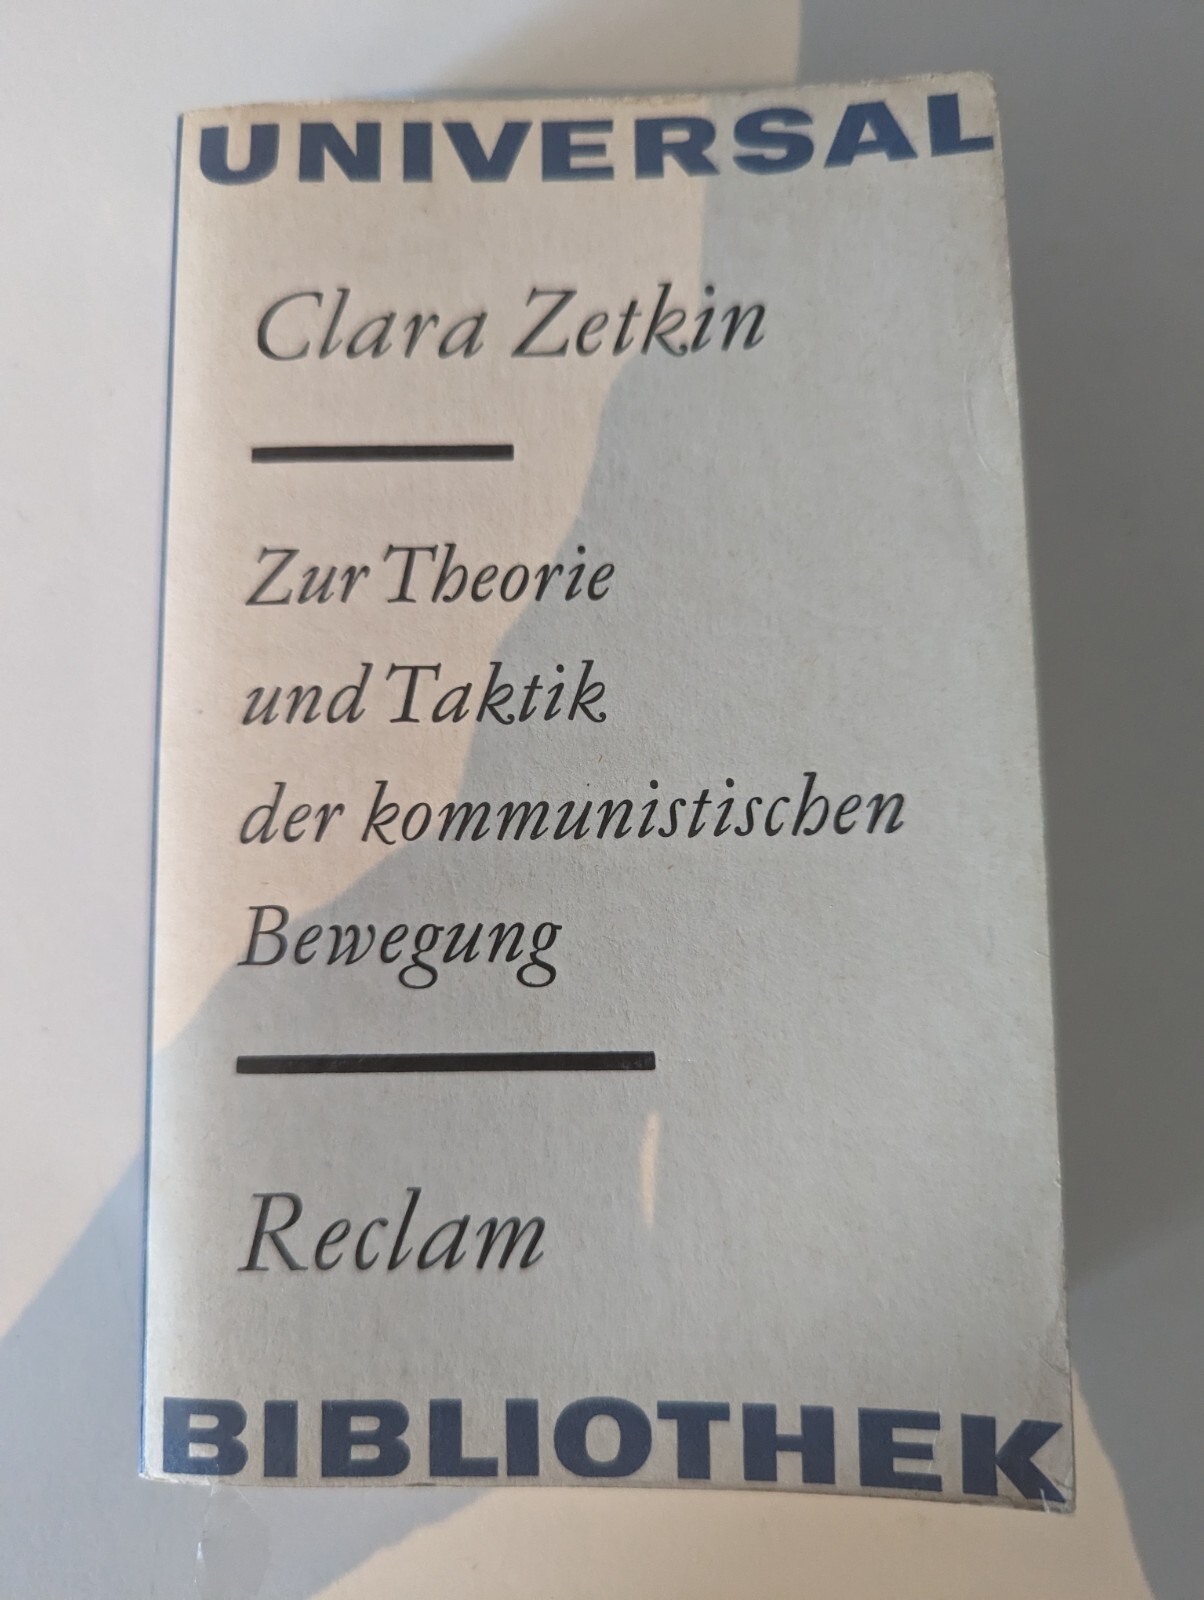 UNIVERSAL
Clara Zetkin
Zur Theorie
und Taktik
der kommunistischen
Bewegung
Reclam
BIBLIOTHEK